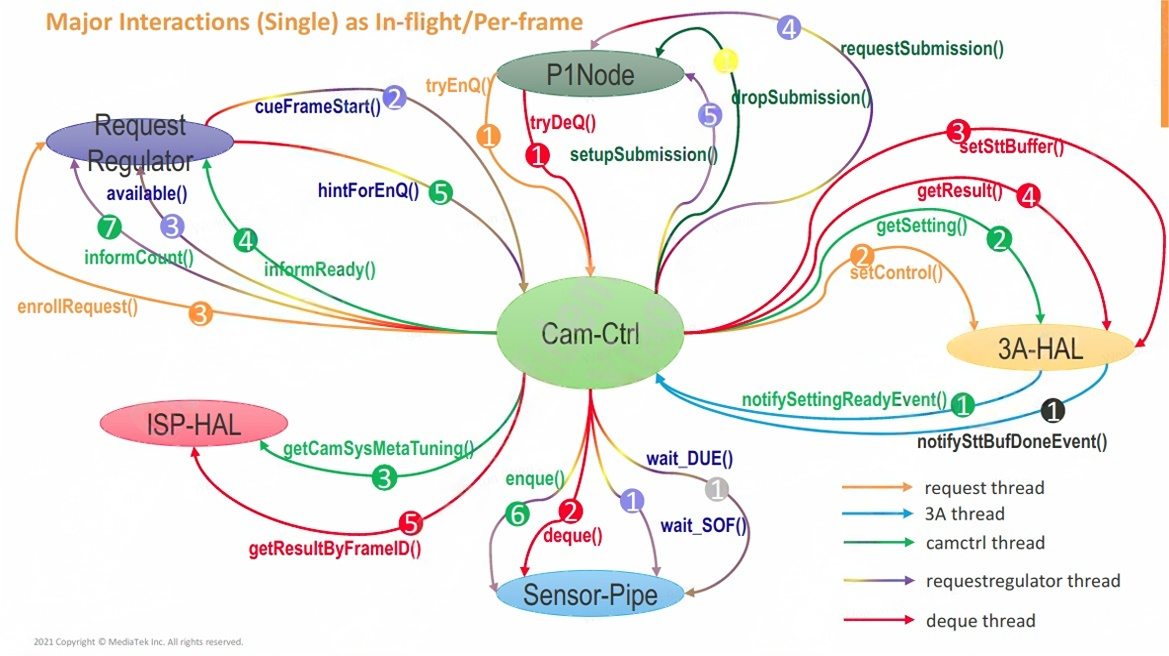 Major Interactions (Single) as In-flight/Per-frame
4
requestSubmission()
P1Node
1
tryEnQ()
cueFrameStart()
2
dropSubmission()
5
tryDeQ()
1
1
setupSubmission()
Request
Regulator
3
setSttBuffer()
available()
hintForEnQ()
5
getResult()
4
7
3
4
getSetting()
2
informCount()
informReady()
2
setControl()
enrollRequest()
3
Cam-Ctrl
3A-HAL
notifySettingReadyEvent()
1
1
notifySttBufDoneEvent()
ISP-HAL
getCamSysMetaTuning()
3
wait_DUE()
enque()
1
1
6
2
wait_SOF()
5
deque()
getResultByFrameID()
Sensor-Pipe
request thread
3A thread
camctrl thread
requestregulator thread
deque thread
2021 Copyright © MediaTek Inc. All rights reserved.